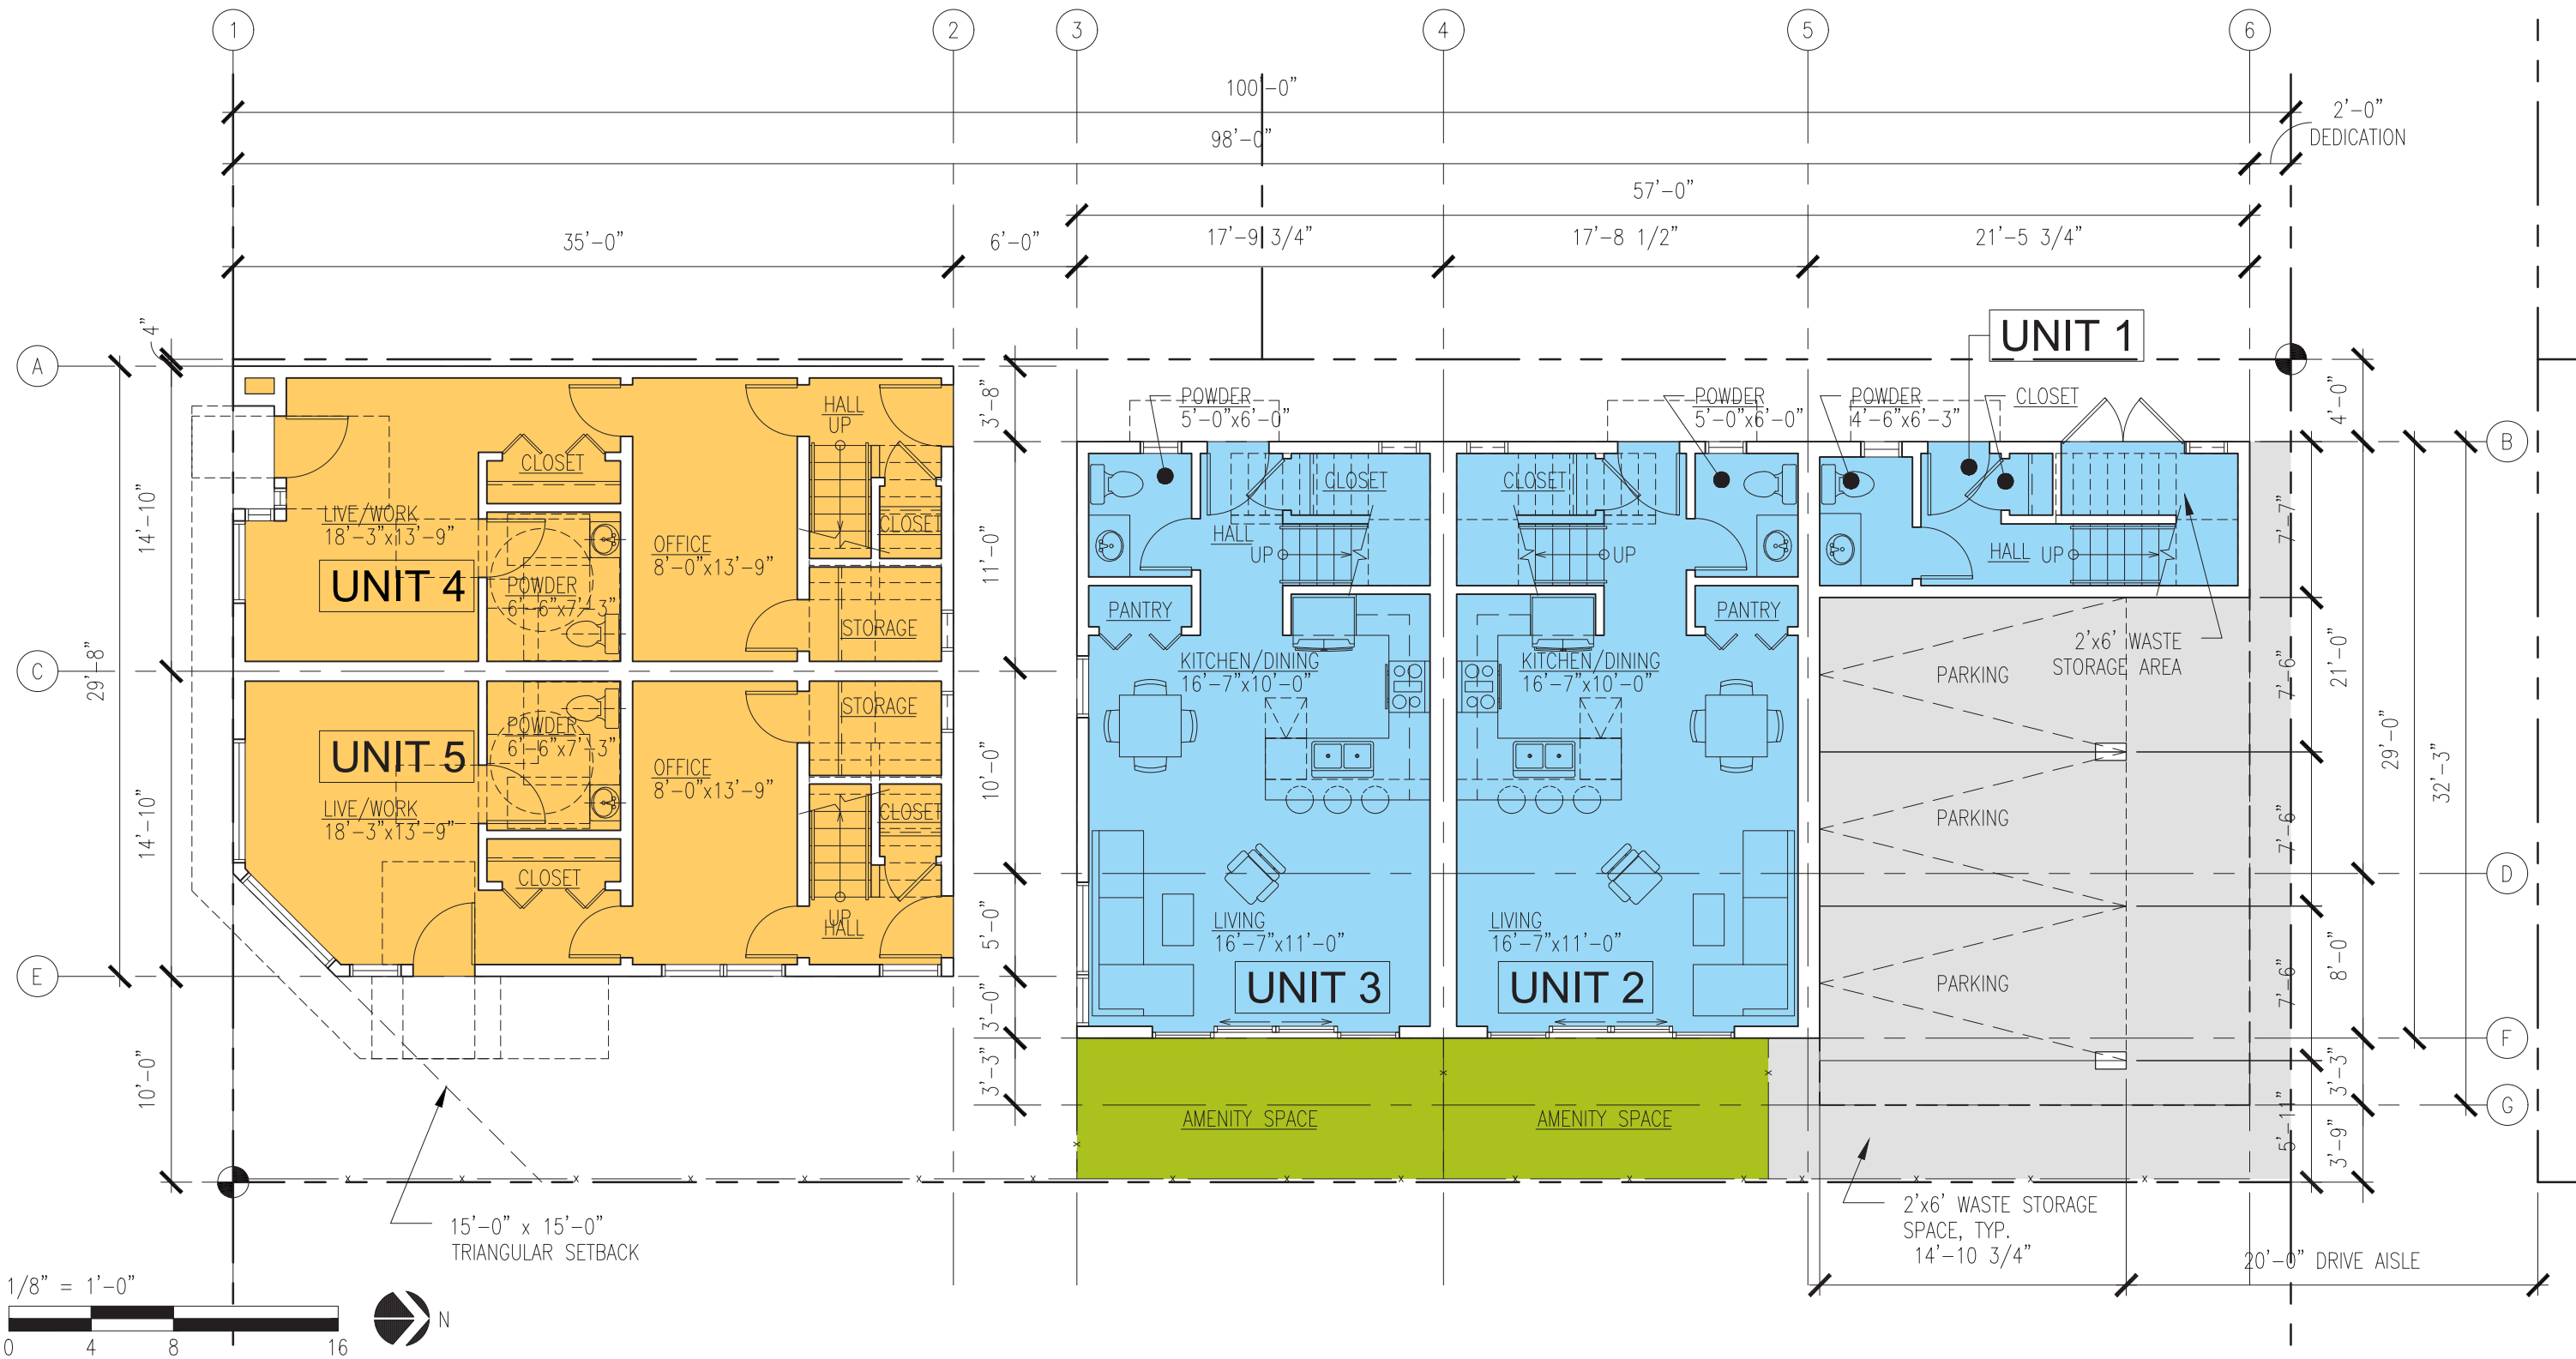 1
2
3
4
5
6
100'-0"
98'-0"
2'-0"
DEDICATION
57'-0"
35'-0"
6'-0"
17'-9 3/4"
17'-8 1/2"
21'-5 3/4"
4"
A
B
C
D
E
F
G
UNIT 1
3'-8"
4'-0"
POWDER
5'-0"x6'-0"
POWDER
5'-0"x6'-0"
POWDER
4'-6"x6'-3"
CLOSET
HALL
UP
CLOSET
CLOSET
CLOSET
CLOSET
14'-10"
LIVE/WORK
18'-3"x13'-9"
OFFICE
8'-0"x13'-9"
11'-0"
HALL
UP
UP
HALL
UP
7'-7"
UNIT 4
POWDER
6'-6"x7'-3"
PANTRY
PANTRY
STORAGE
2'x6' WASTE
STORAGE AREA
29'-8"
KITCHEN/DINING
16'-7"x10'-0"
KITCHEN/DINING
16'-7"x10'-0"
PARKING
7'-6"
21'-0"
STORAGE
POWDER
6'-6"x7'-3"
UNIT 5
OFFICE
8'-0"x13'-9"
10'-0"
29'-0"
32'-3"
LIVE/WORK
18'-3"x13'-9"
14'-10"
CLOSET
PARKING
7'-6"
CLOSET
UP
HALL
5'-0"
LIVING
16'-7"x11'-0"
LIVING
16'-7"x11'-0"
8'-0"
UNIT 3
UNIT 2
PARKING
7'-6"
3'-0"
10'-0"
3'-3"
3'-3"
AMENITY SPACE
AMENITY SPACE
5'-11"
3'-9"
15'-0" x 15'-0"
TRIANGULAR SETBACK
2'x6' WASTE STORAGE
SPACE, TYP.
14'-10 3/4"
20'-0" DRIVE AISLE
1/8" = 1'-0"
N
0
4
8
16